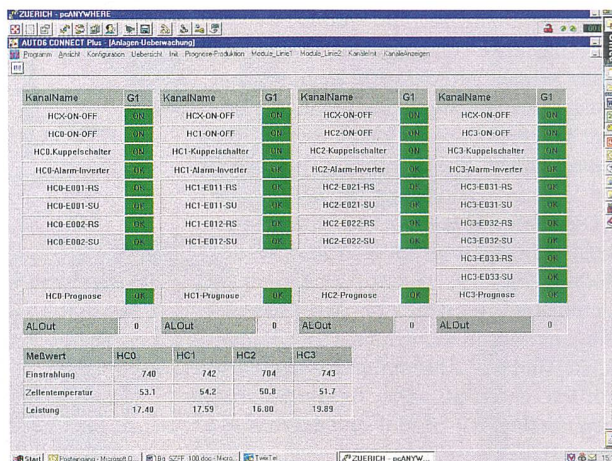 ZUERICH - pcANYWHERE
AUTO6 CONNECT Plus - [Anlagen-Ueberwachung]
Programm Ansicht Konfiguration Uebersicht Init Prognose-Produktion Module_Linie1 Module_Linie2 KanaleInit KanaleAnzeigen
KanalName G1 KanalName G1 KanalName G1 KanalName G1
HCX-ON-OFF ON HCX-ON-OFF ON HCX-ON-OFF ON HCX-ON-OFF ON
HC0-ON-OFF ON HC1-ON-OFF ON HC2-ON-OFF ON HC3-ON-OFF ON
HC0.Kuppelschalter ON HC1-Kuppelschalter ON HC2-Kuppelschalter ON HC3-Kuppelschalter ON
HC0-Alarm-Inverter OK HC1-Alarm-Inverter OK HC2-Alarm-Inverter OK HC3-Alarm-Inverter OK
HC0-E001-RS OK HC1-E011-RS OK HC2-E021-RS OK HC3-E031-RS OK
HC0-E001-SU OK HC1-E011-SU OK HC2-E021-SU OK HC3-E031-SU OK
HC0-E002-RS OK HC1-E012-RS OK HC2-E022-RS OK HC3-E032-RS OK
HC0-E002-SU OK HC1-E012-SU OK HC2-E022-SU OK HC3-E032-SU OK
HC3-E033-RS OK
HC3-E033-SU OK
HC0-Prognose OK HC1-Prognose OK HC2-Prognose OK HC3-Prognose OK
ALOut 0 ALOut 0 ALOut 0 ALOut 0
Meßwert HC0 HC1 HC2 HC3
Einstrahlung 740 742 704 743
Zellentemperatur 53.1 54.2 50.8 51.7
Leistung 17.40 17.59 16.80 19.89
Start Posteingang - Microsoft O... ZUERICH - pcANYW...